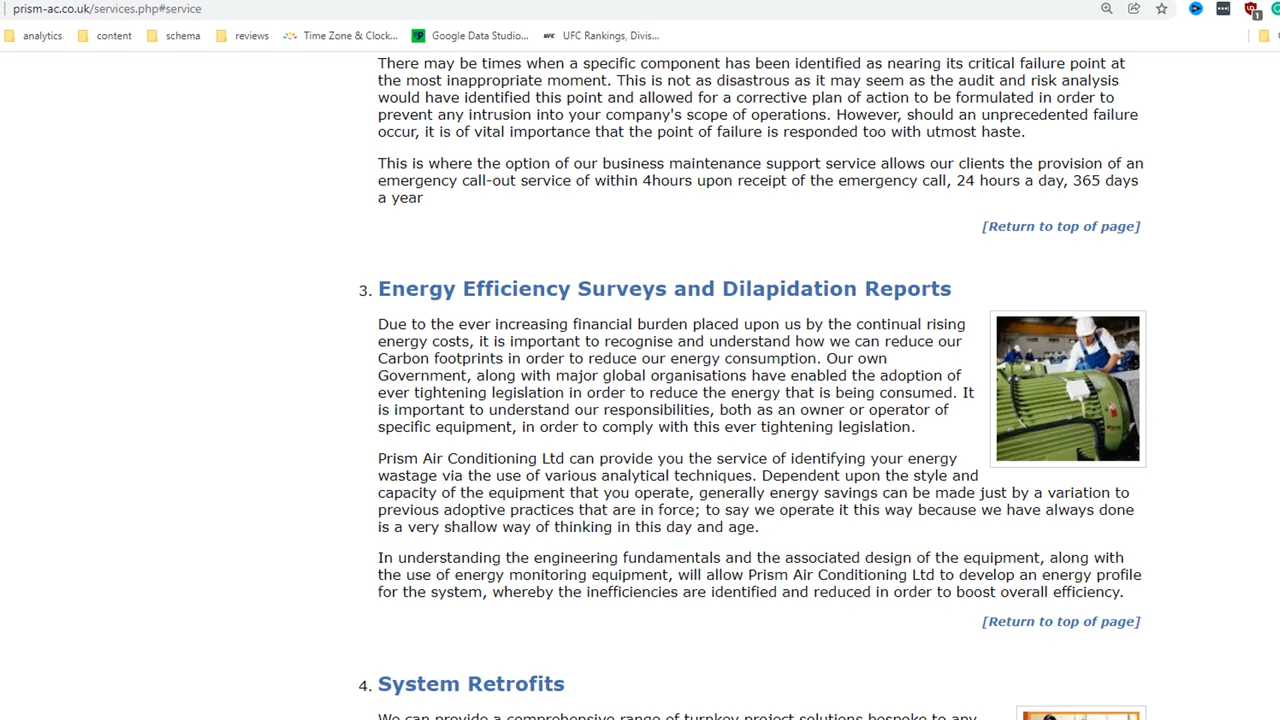 prism-ac.co.uk/services.php#service
analytics content schema reviews Time Zone & Clock... Google Data Studio... UFC Rankings, Divis...
There may be times when a specific component has been identified as nearing its critical failure point at
the most inappropriate moment. This is not as disastrous as it may seem as the audit and risk analysis
would have identified this point and allowed for a corrective plan of action to be formulated in order to
prevent any intrusion into your company's scope of operations. However, should an unprecedented failure
occur, it is of vital importance that the point of failure is responded too with utmost haste.
This is where the option of our business maintenance support service allows our clients the provision of an
emergency call-out service of within 4hours upon receipt of the emergency call, 24 hours a day, 365 days
a year
[Return to top of page]
3. Energy Efficiency Surveys and Dilapidation Reports
Due to the ever increasing financial burden placed upon us by the continual rising
energy costs, it is important to recognise and understand how we can reduce our
Carbon footprints in order to reduce our energy consumption. Our own
Government, along with major global organisations have enabled the adoption of
ever tightening legislation in order to reduce the energy that is being consumed. It
is important to understand our responsibilities, both as an owner or operator of
specific equipment, in order to comply with this ever tightening legislation.
Prism Air Conditioning Ltd can provide you the service of identifying your energy
wastage via the use of various analytical techniques. Dependent upon the style and
capacity of the equipment that you operate, generally energy savings can be made just by a variation to
previous adoptive practices that are in force; to say we operate it this way because we have always done
is a very shallow way of thinking in this day and age.
In understanding the engineering fundamentals and the associated design of the equipment, along with
the use of energy monitoring equipment, will allow Prism Air Conditioning Ltd to develop an energy profile
for the system, whereby the inefficiencies are identified and reduced in order to boost overall efficiency.
[Return to top of page]
4. System Retrofits
We can provide a comprehensive range of turnkey project solutions bespoke to any